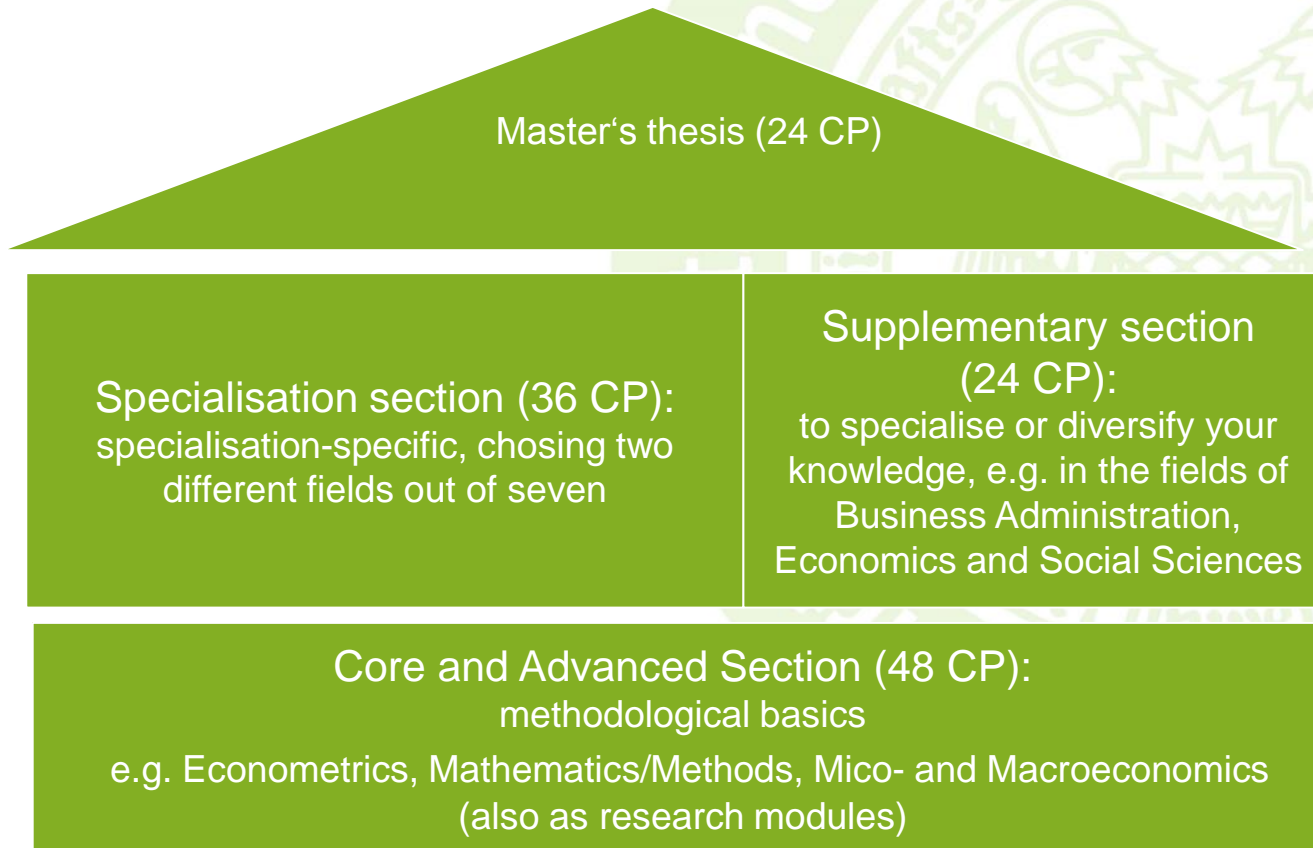 Master‘s thesis (24 CP)
Specialisation section (36 CP):
specialisation-specific, chosing two
different fields out of seven
Supplementary section
(24 CP):
to specialise or diversify your
knowledge, e.g. in the fields of
Business Administration,
Economics and Social Sciences
Core and Advanced Section (48 CP):
methodological basics
e.g. Econometrics, Mathematics/Methods, Mico- and Macroeconomics
(also as research modules)